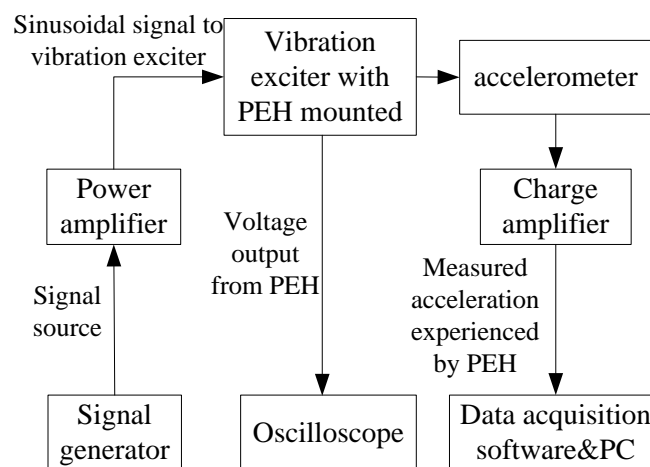 Sinusoidal signal to
vibration exciter
Vibration
exciter with
PEH mounted
accelerometer
Power
amplifier
Voltage
output
from PEH
Charge
amplifier
Signal
source
Measured
acceleration
experienced
by PEH
Signal
generator
Oscilloscope
Data acquisition
software&PC